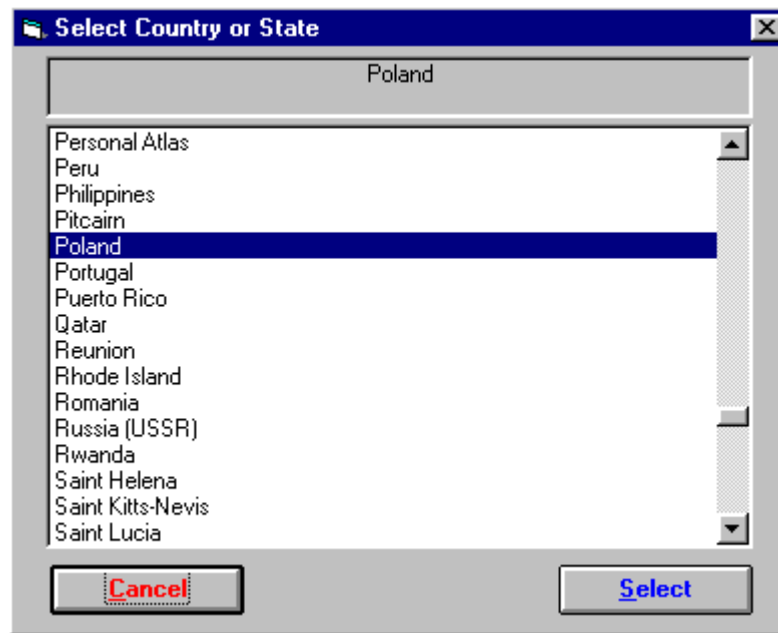 Select Country or State
Poland
Personal Atlas
Peru
Philippines
Pitcairn
Poland
Portugal
Puerto Rico
Qatar
Reunion
Rhode Island
Romania
Russia (USSR)
Rwanda
Saint Helena
Saint Kitts-Nevis
Saint Lucia
Cancel Select